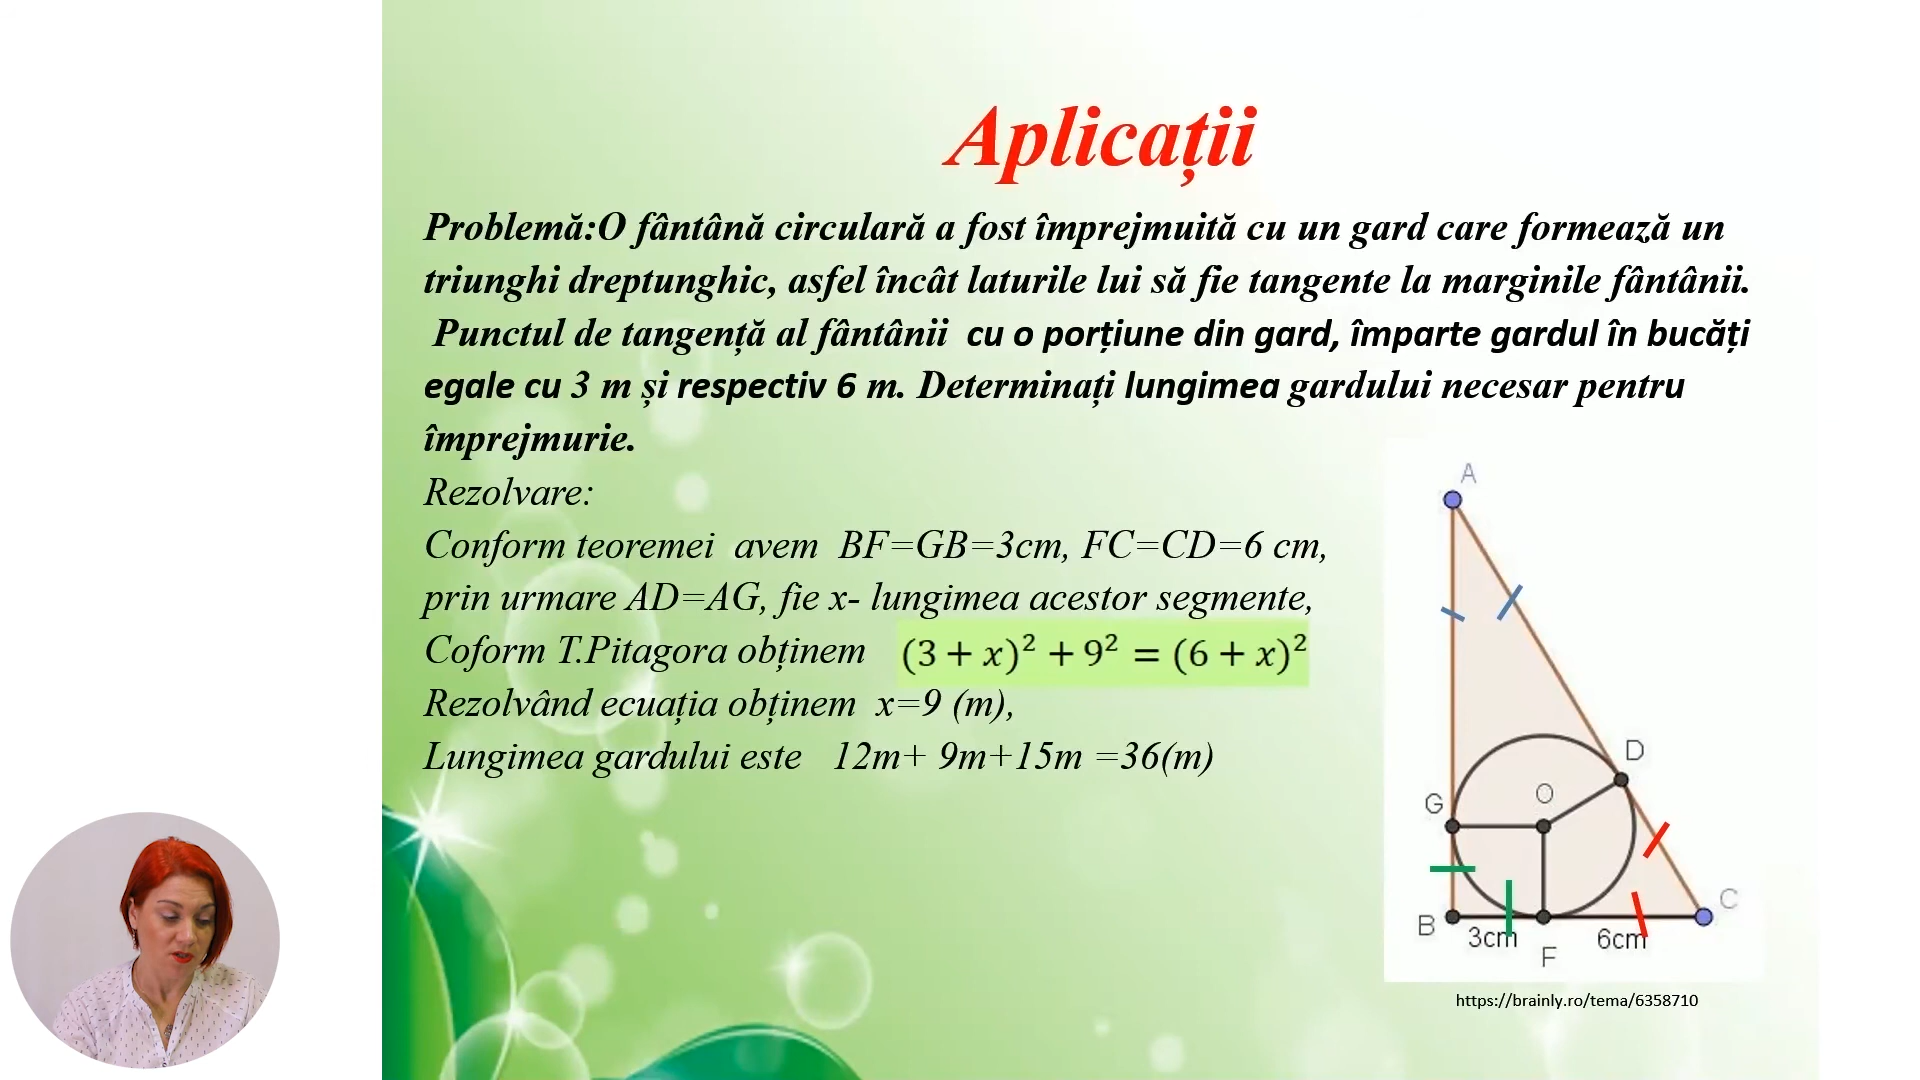 Aplicații
Problemă:O fântână circulară a fost împrejmuită cu un gard care formează un
triunghi dreptunghic, asfel încât laturile lui să fie tangente la marginile fântânii.
Punctul de tangență al fântânii cu o porțiune din gard, împarte gardul în bucăți
egale cu 3 m și respectiv 6 m. Determinați lungimea gardului necesar pentru
împrejmurie.
Rezolvare:
Conform teoremei avem BF=GB=3cm, FC=CD=6 cm,
prin urmare AD=AG, fie x- lungimea acestor segmente,
Coform T.Pitagora obținem (3 + x)² + 9² = (6 + x)²
Rezolvând ecuația obținem x=9 (m),
Lungimea gardului este 12m+ 9m+15m =36(m)
A
D
O
G
C
B
3cm
6cm
F
https://brainly.ro/tema/6358710